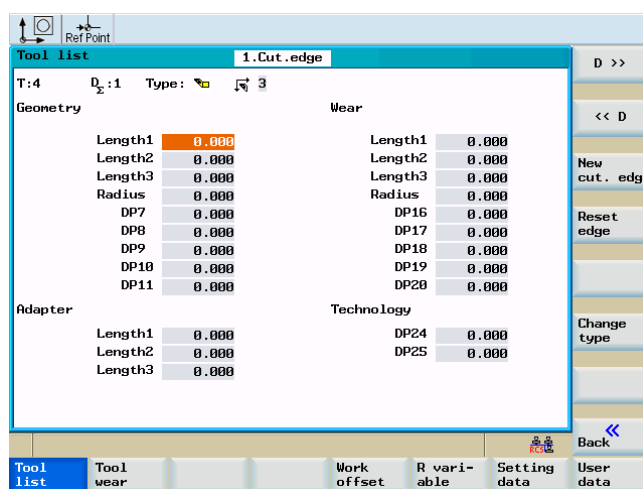 Ref Point
Tool list 1.Cut.edge
T:4 DΣ:1 Type: 3
Geometry Wear
Length1 0.000 Length1 0.000
Length2 0.000 Length2 0.000
Length3 0.000 Length3 0.000
Radius 0.000 Radius 0.000
DP7 0.000 DP16 0.000
DP8 0.000 DP17 0.000
DP9 0.000 DP18 0.000
DP10 0.000 DP19 0.000
DP11 0.000 DP20 0.000
Adapter Technology
Length1 0.000 DP24 0.000
Length2 0.000 DP25 0.000
Length3 0.000
RCS
D >>
<< D
New
cut. edg
Reset
edge
Change
type
Back
Tool
list
Tool
wear
Work
offset
R vari-
able
Setting
data
User
data